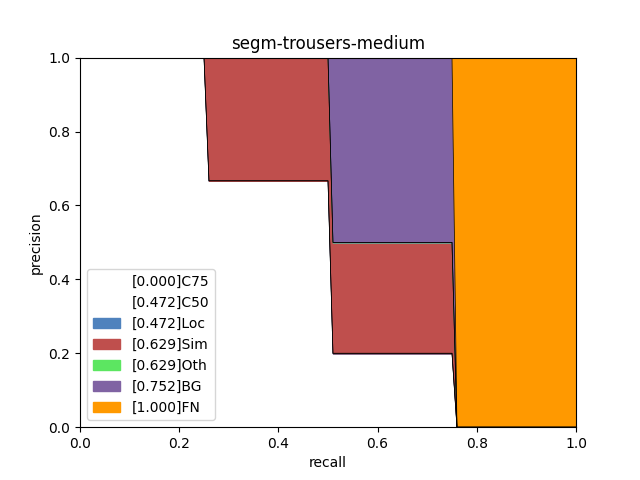 segm-trousers-medium
1.0
0.8
0.6
0.4
0.2
0.0
precision
[0.000]C75
[0.472]C50
[0.472]Loc
[0.629]Sim
[0.629]Oth
[0.752]BG
[1.000]FN
0.0 0.2 0.4 0.6 0.8 1.0
recall